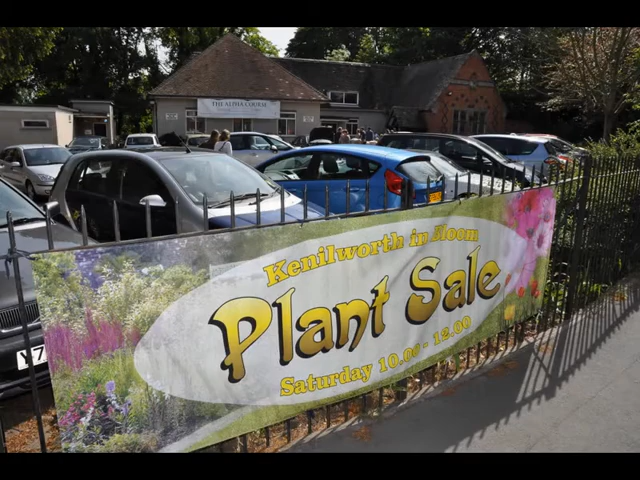 THE ALPHA COURSE
Kenilworth in Bloom
Plant Sale
Saturday 10.00 - 12.00